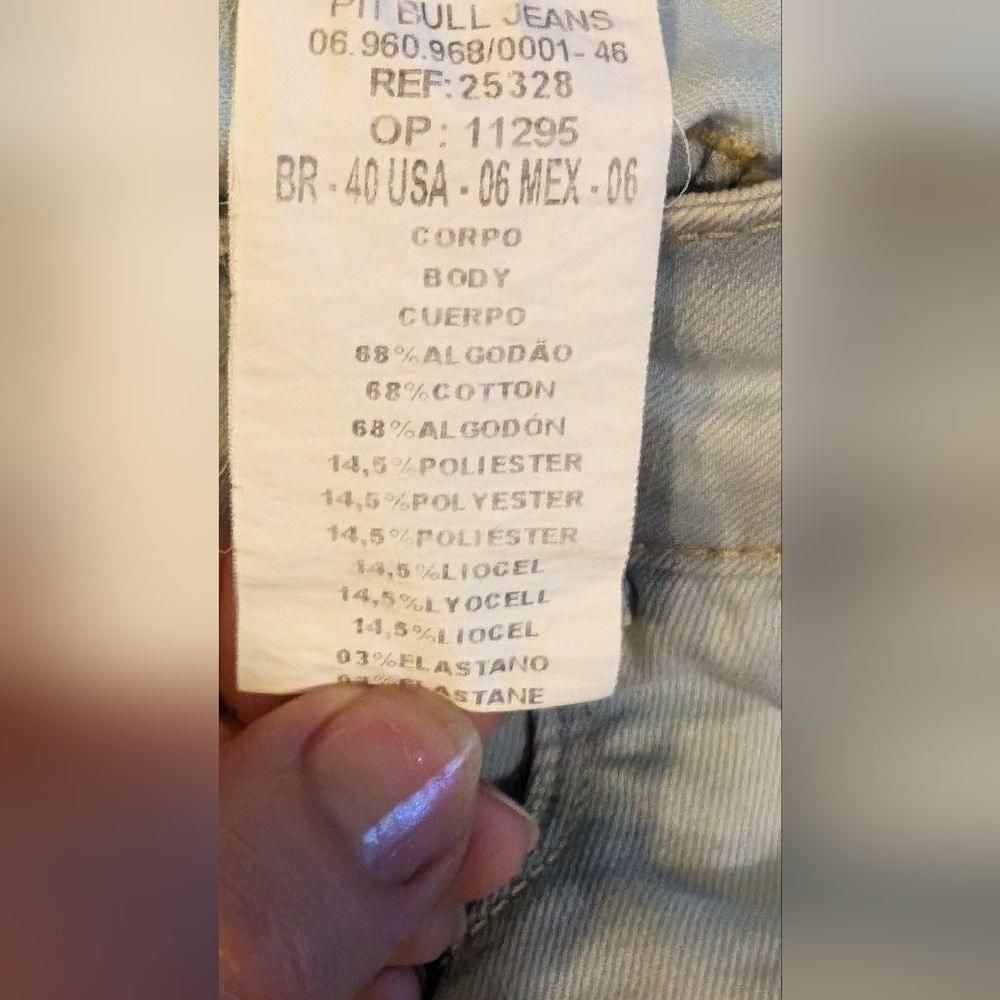 PIT BULL JEANS
06.960.968/0001-46
REF:25328
OP: 11295
BR - 40 USA - 06 MEX - 06
CORPO
BODY
CUERPO
68%ALGODÃO
68%COTTON
68%ALGODÓN
14,5%POLIESTER
14,5%POLYESTER
14,5%POLIÉSTER
14,5%LIOCEL
14,5%LYOCELL
14,5%LIOCEL
03%ELASTANO
03%ELASTANE